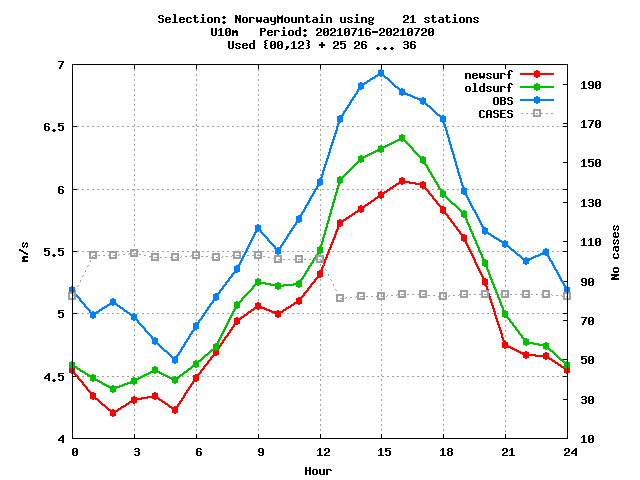 Selection: NorwayMountain using    21 stations
U10m   Period: 20210716-20210720
Used {00,12} + 25 26 ... 36
newsurf
oldsurf
OBS
CASES
7
6.5
6
5.5
5
4.5
4
m/s
190
170
150
130
110
90
70
50
30
10
No cases
0 3 6 9 12 15 18 21 24
Hour